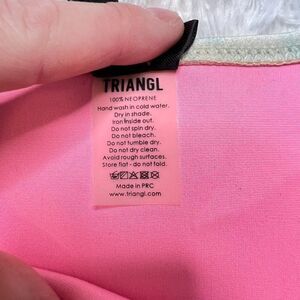 TRIANGL
100% NEOPRENE
Hand wash in cold water.
Dry in shade.
Iron inside out.
Do not spin dry.
Do not bleach.
Do not tumble dry.
Do not dry clean.
Avoid rough surfaces.
Store flat - do not fold.
Made in PRC
www.triangl.com